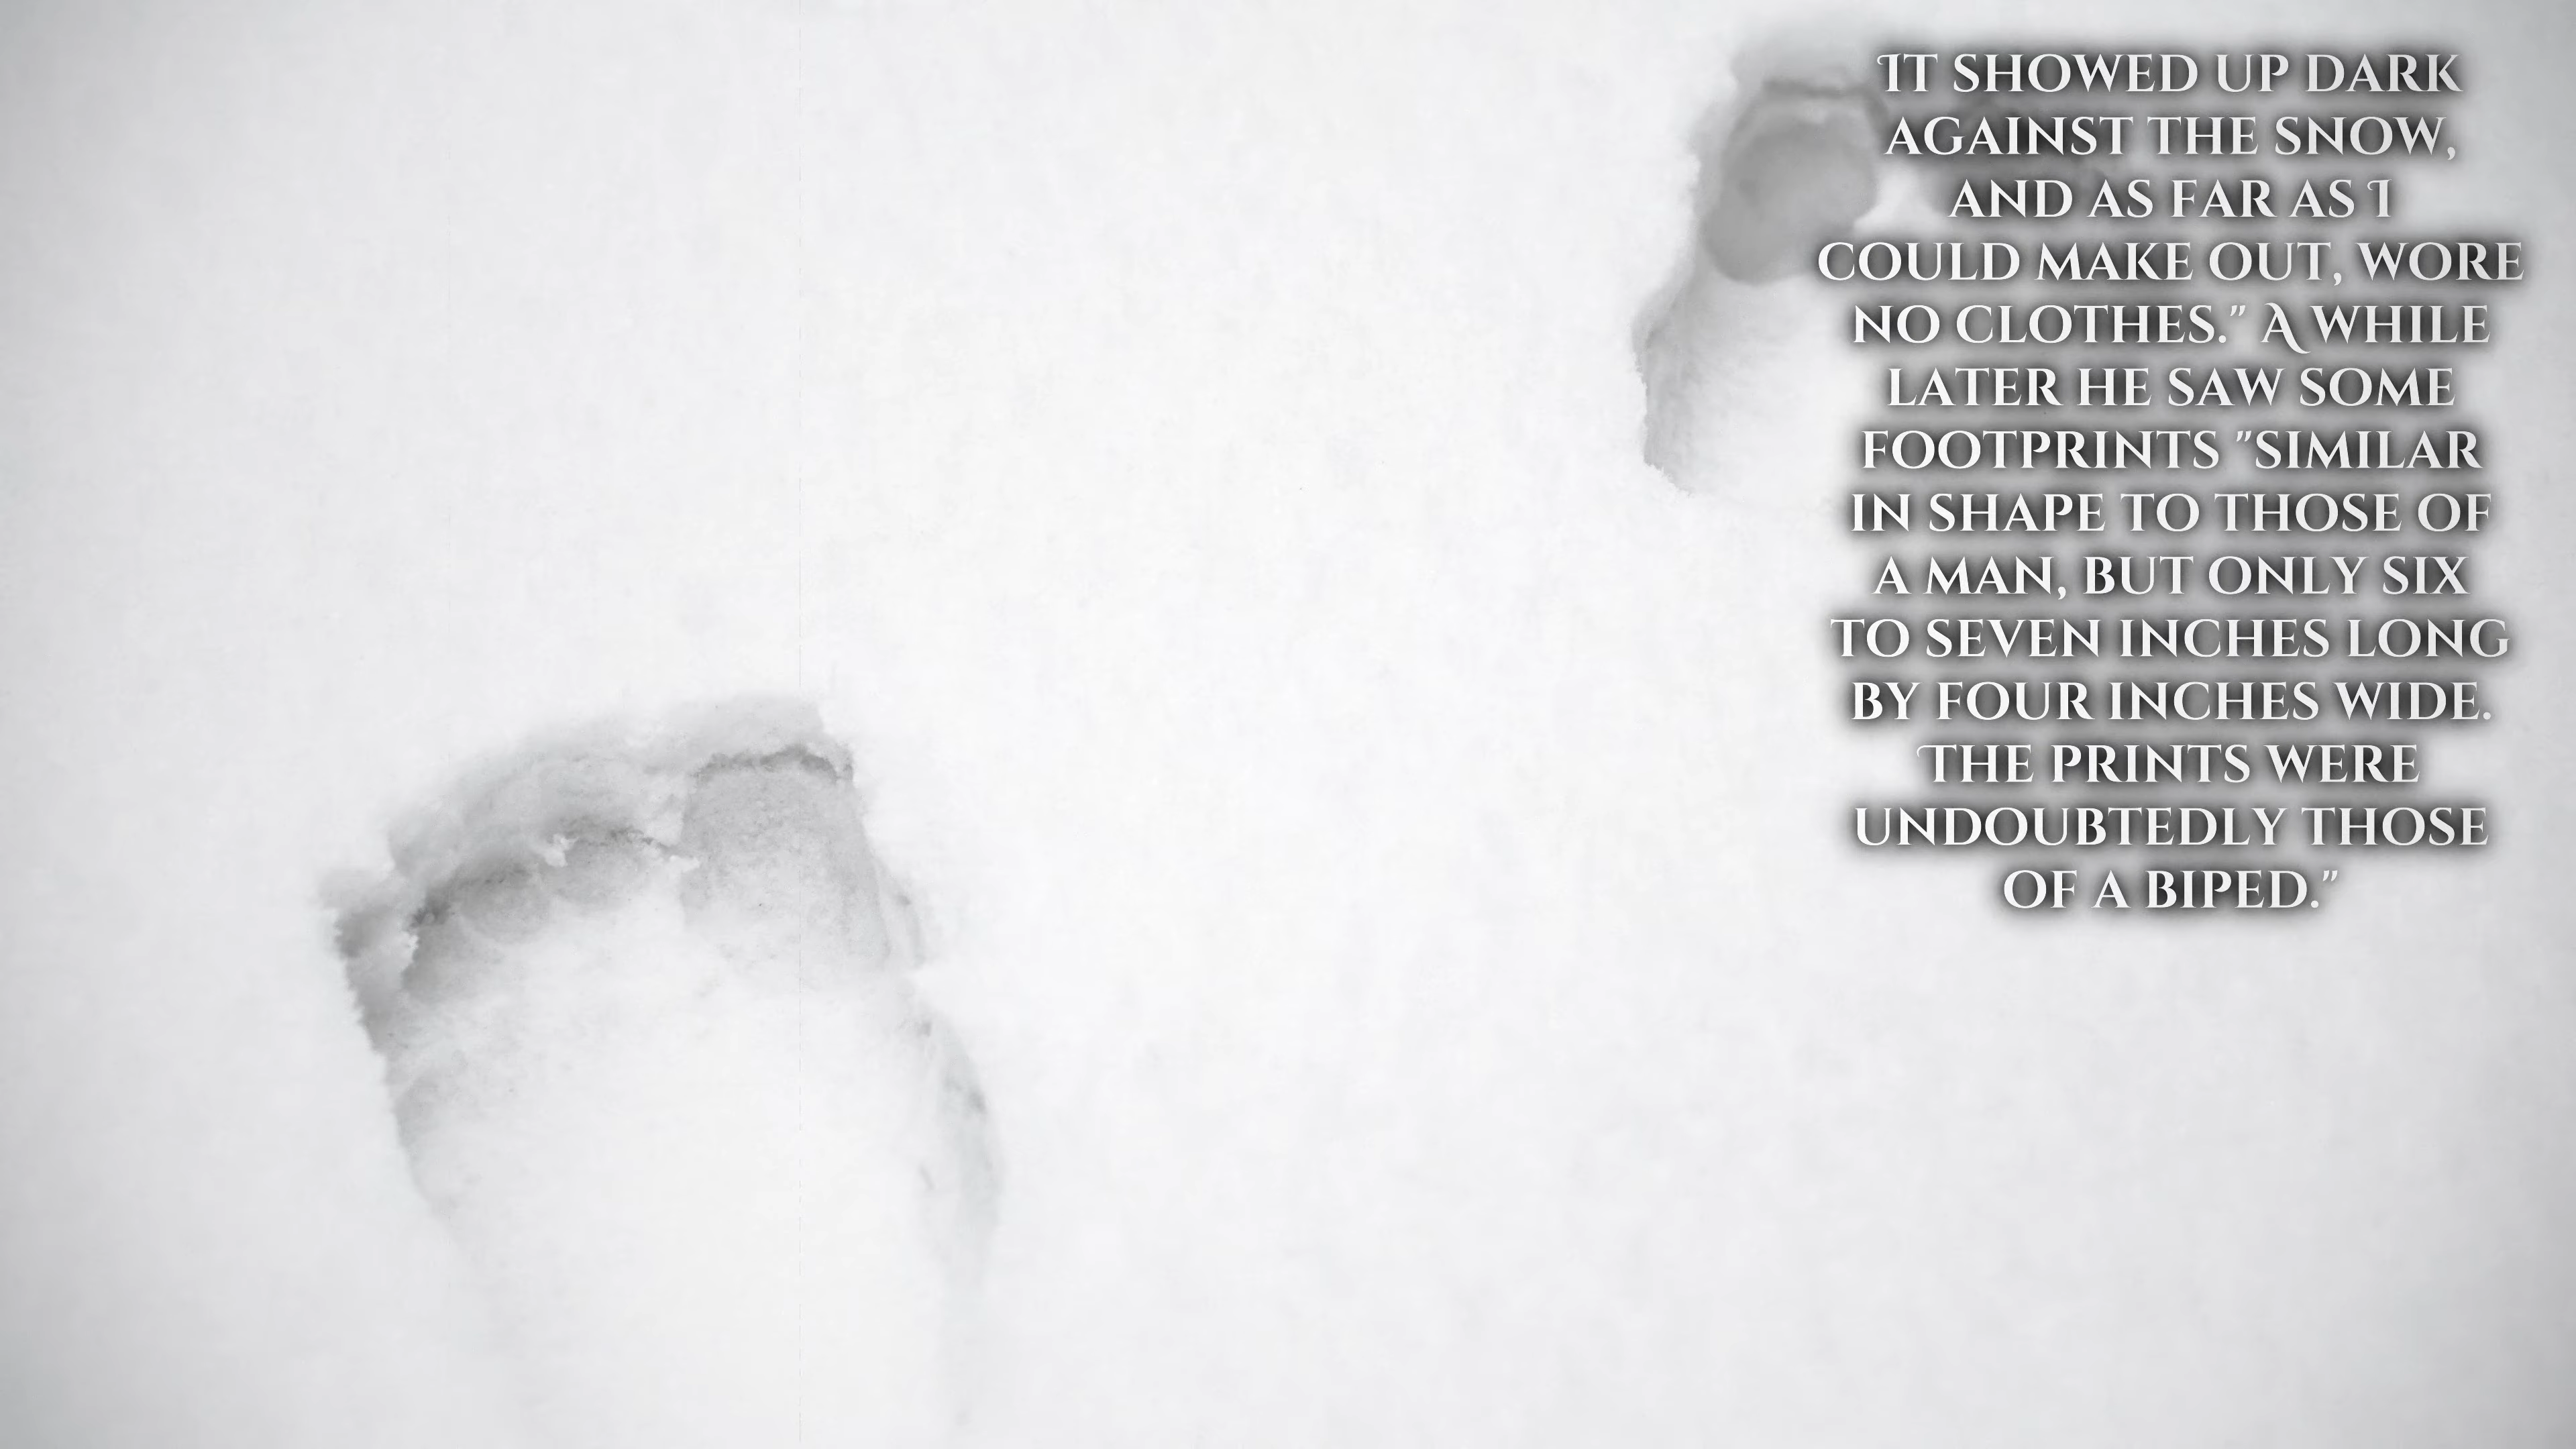 It showed up dark
against the snow,
and as far as I
could make out, wore
no clothes." A while
later he saw some
footprints "similar
in shape to those of
a man, but only six
to seven inches long
by four inches wide.
The prints were
undoubtedly those
of a biped."